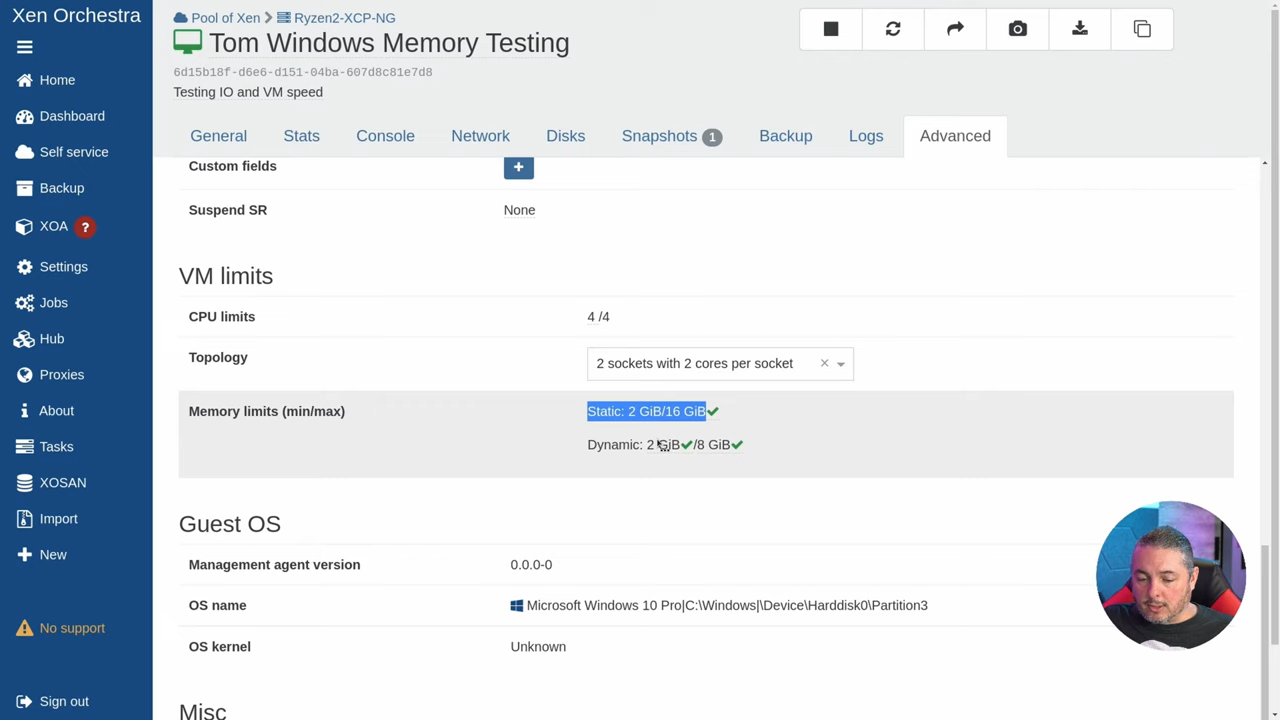 Xen Orchestra
Home
Dashboard
Self service
Backup
XOA ?
Settings
Jobs
Hub
Proxies
About
Tasks
XOSAN
Import
New
No support
Sign out
Pool of Xen Ryzen2-XCP-NG
Tom Windows Memory Testing
6d15b18f-d6e6-d151-04ba-607d8c81e7d8
Testing IO and VM speed
General Stats Console Network Disks Snapshots 1 Backup Logs Advanced
Custom fields +
Suspend SR None
VM limits
CPU limits 4 /4
Topology 2 sockets with 2 cores per socket ×
Memory limits (min/max) Static: 2 GiB/16 GiB
Dynamic: 2 GiB/8 GiB
Guest OS
Management agent version 0.0.0-0
OS name Microsoft Windows 10 Pro|C:\Windows|\Device\Harddisk0\Partition3
OS kernel Unknown
Misc